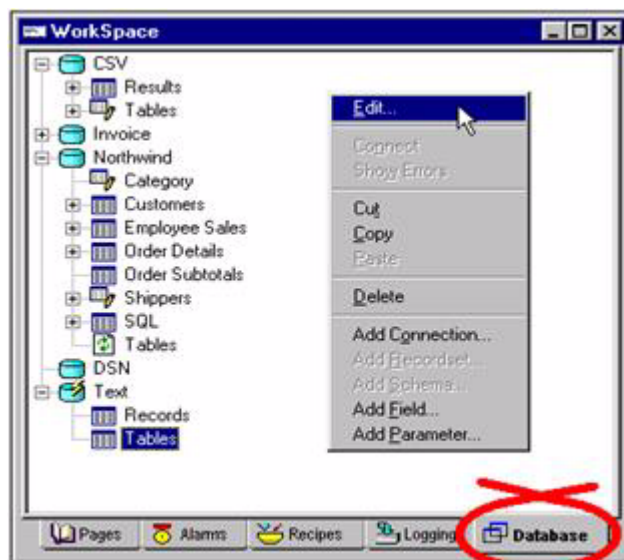 WorkSpace
CSV
Results
Tables
Invoice
Northwind
Category
Customers
Employee Sales
Order Details
Order Subtotals
Shippers
SQL
Tables
DSN
Text
Records
Tables
Edit...
Connect
Show Errors
Cut
Copy
Paste
Delete
Add Connection...
Add Recordset...
Add Schema...
Add Field...
Add Parameter...
Pages
Alarms
Recipes
Logging
Database